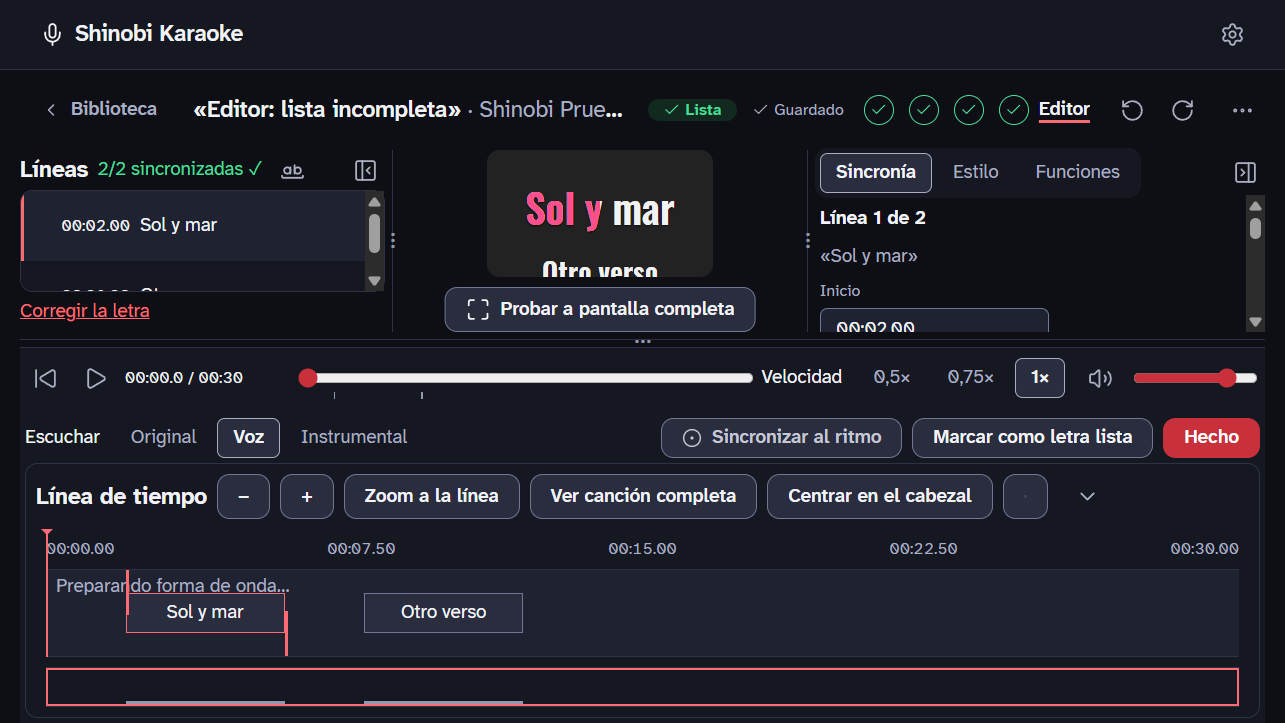 Shinobi Karaoke
Biblioteca
«Editor: lista incompleta» · Shinobi Prue...
Lista
Guardado
Editor
Líneas 2/2 sincronizadas ✓ ab
00:02.00 Sol y mar
Corregir la letra
Sol y mar
Otro verso
Probar a pantalla completa
Sincronía Estilo Funciones
Línea 1 de 2
«Sol y mar»
Inicio
00:02.00
00:00.0 / 00:30
Velocidad 0,5× 0,75× 1×
Escuchar Original Voz Instrumental
Sincronizar al ritmo
Marcar como letra lista
Hecho
Línea de tiempo − + Zoom a la línea Ver canción completa Centrar en el cabezal
00:00.00 00:07.50 00:15.00 00:22.50 00:30.00
Preparando forma de onda...
Sol y mar Otro verso